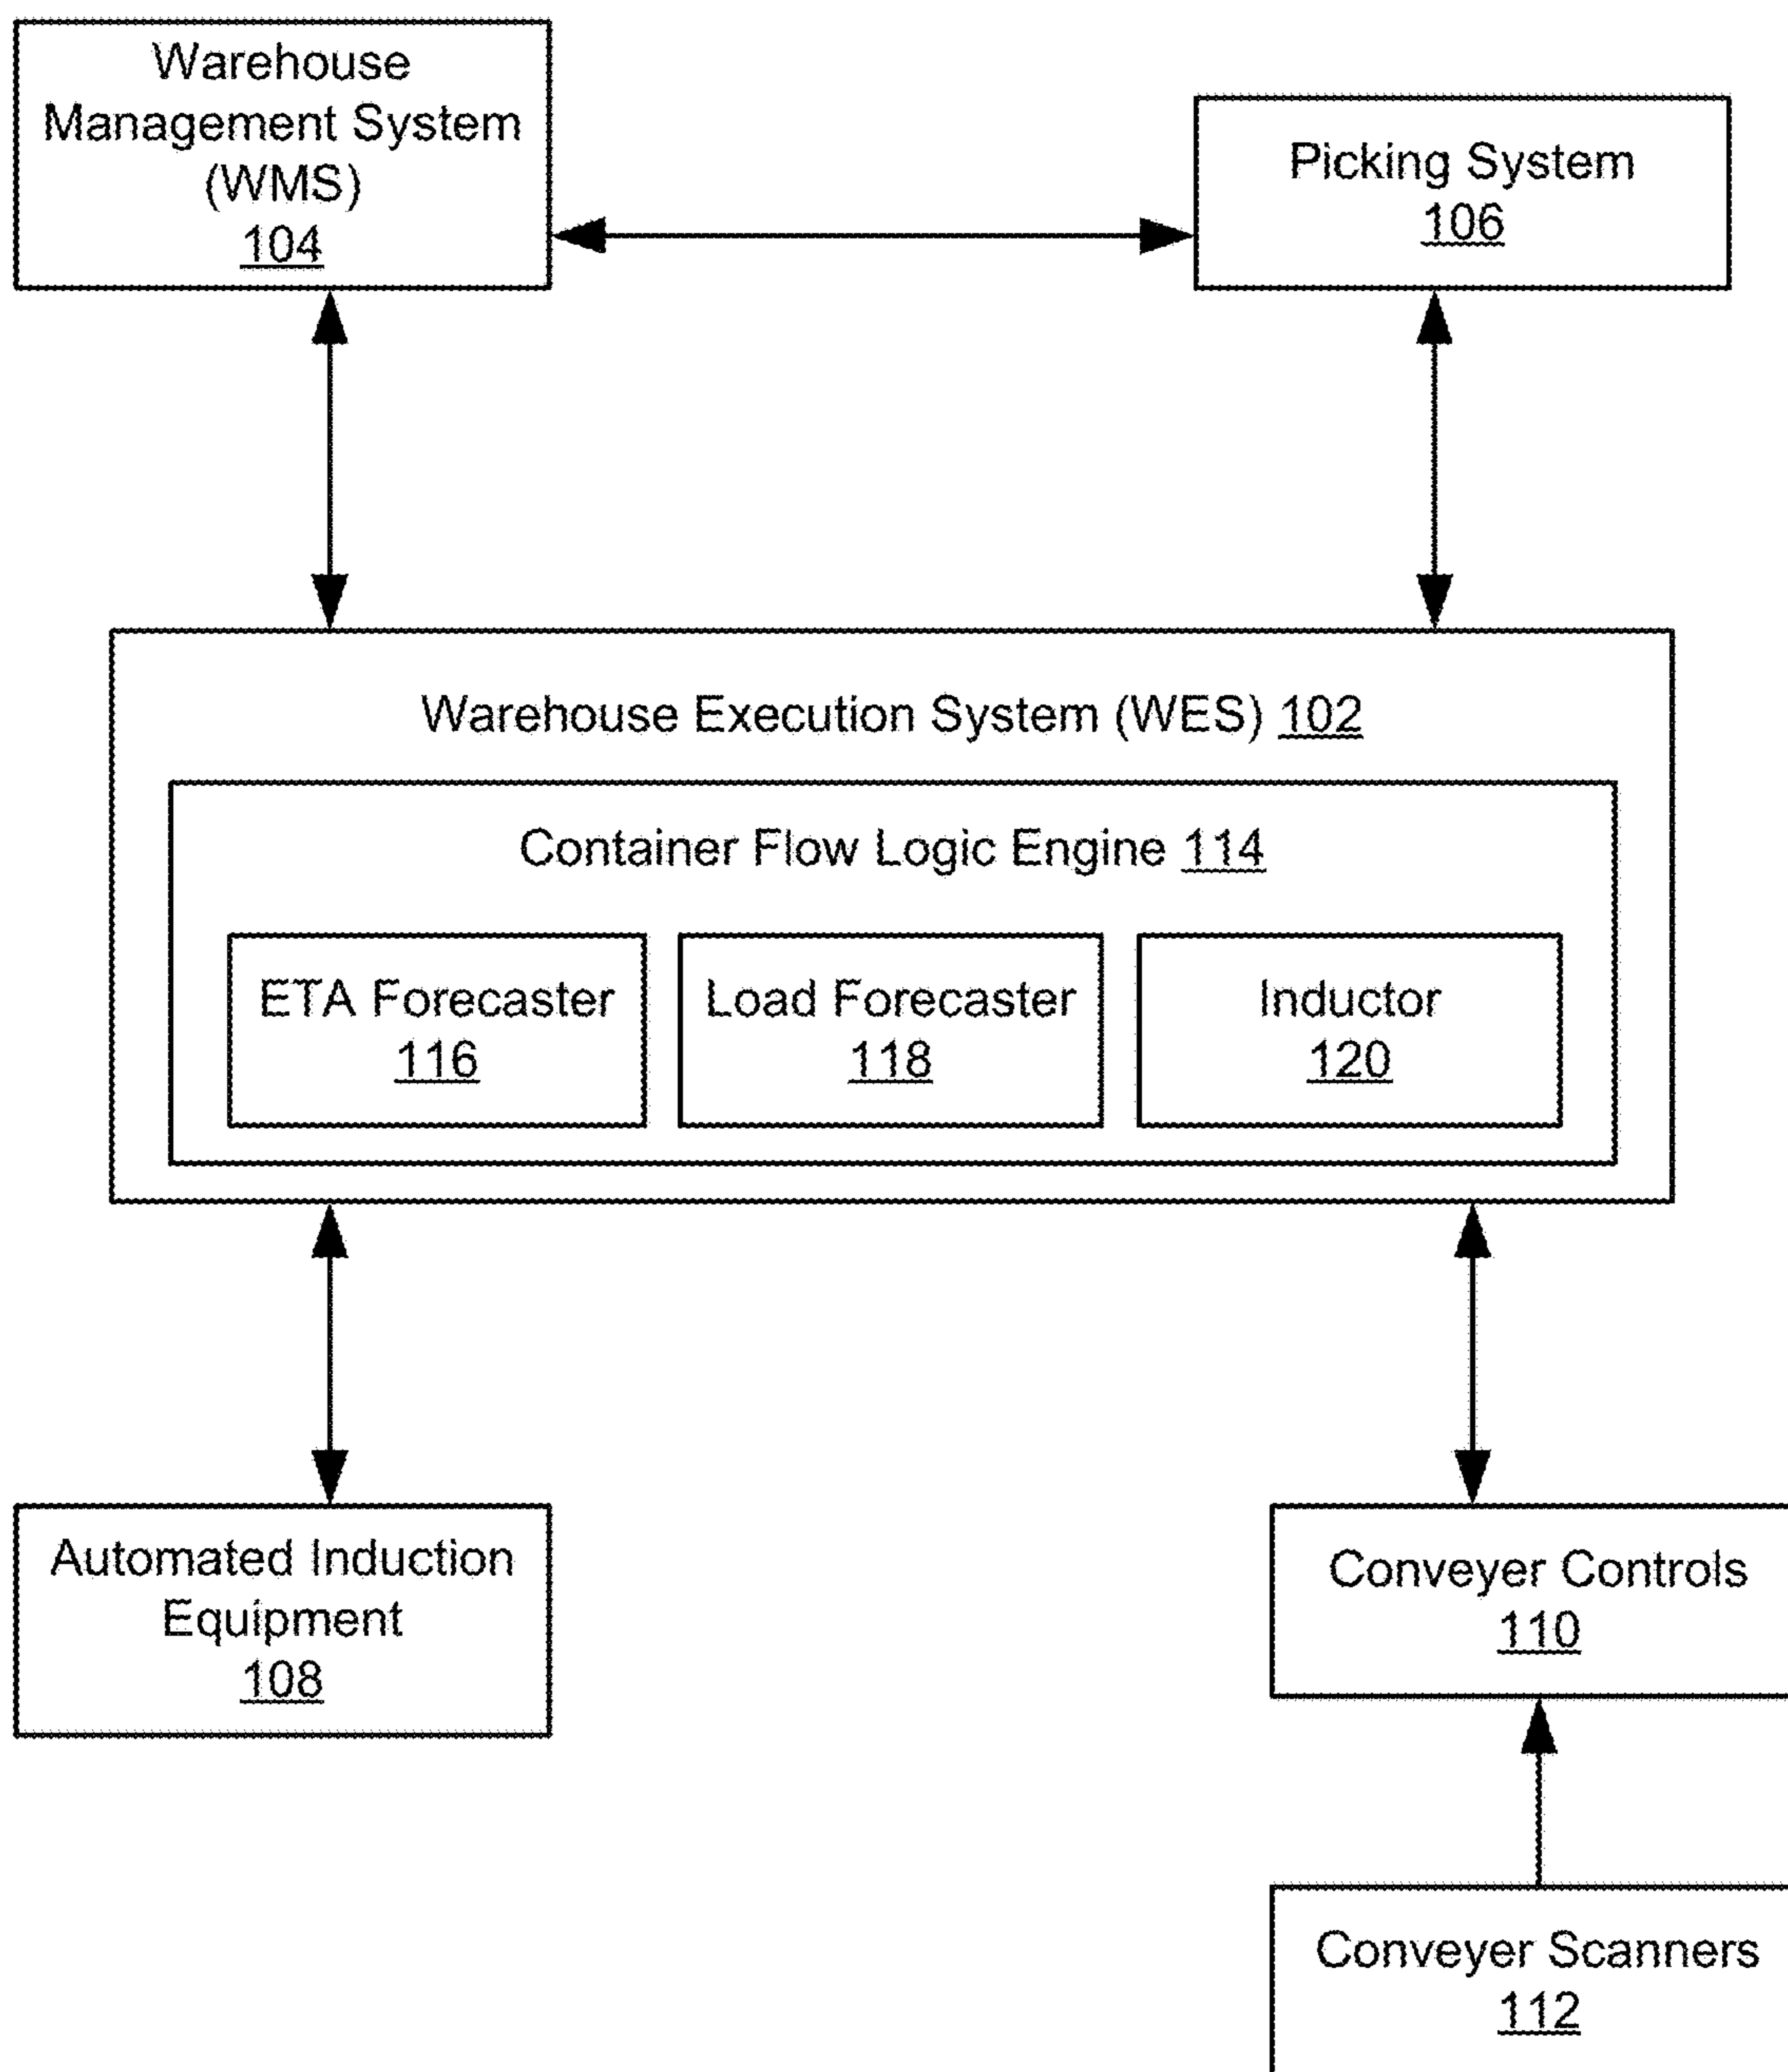 Warehouse
Management System
(WMS)
104
Picking System
106
Warehouse Execution System (WES) 102
Container Flow Logic Engine 114
ETA Forecaster
116
Load Forecaster
118
Inductor
120
Automated Induction
Equipment
108
Conveyer Controls
110
Conveyer Scanners
112